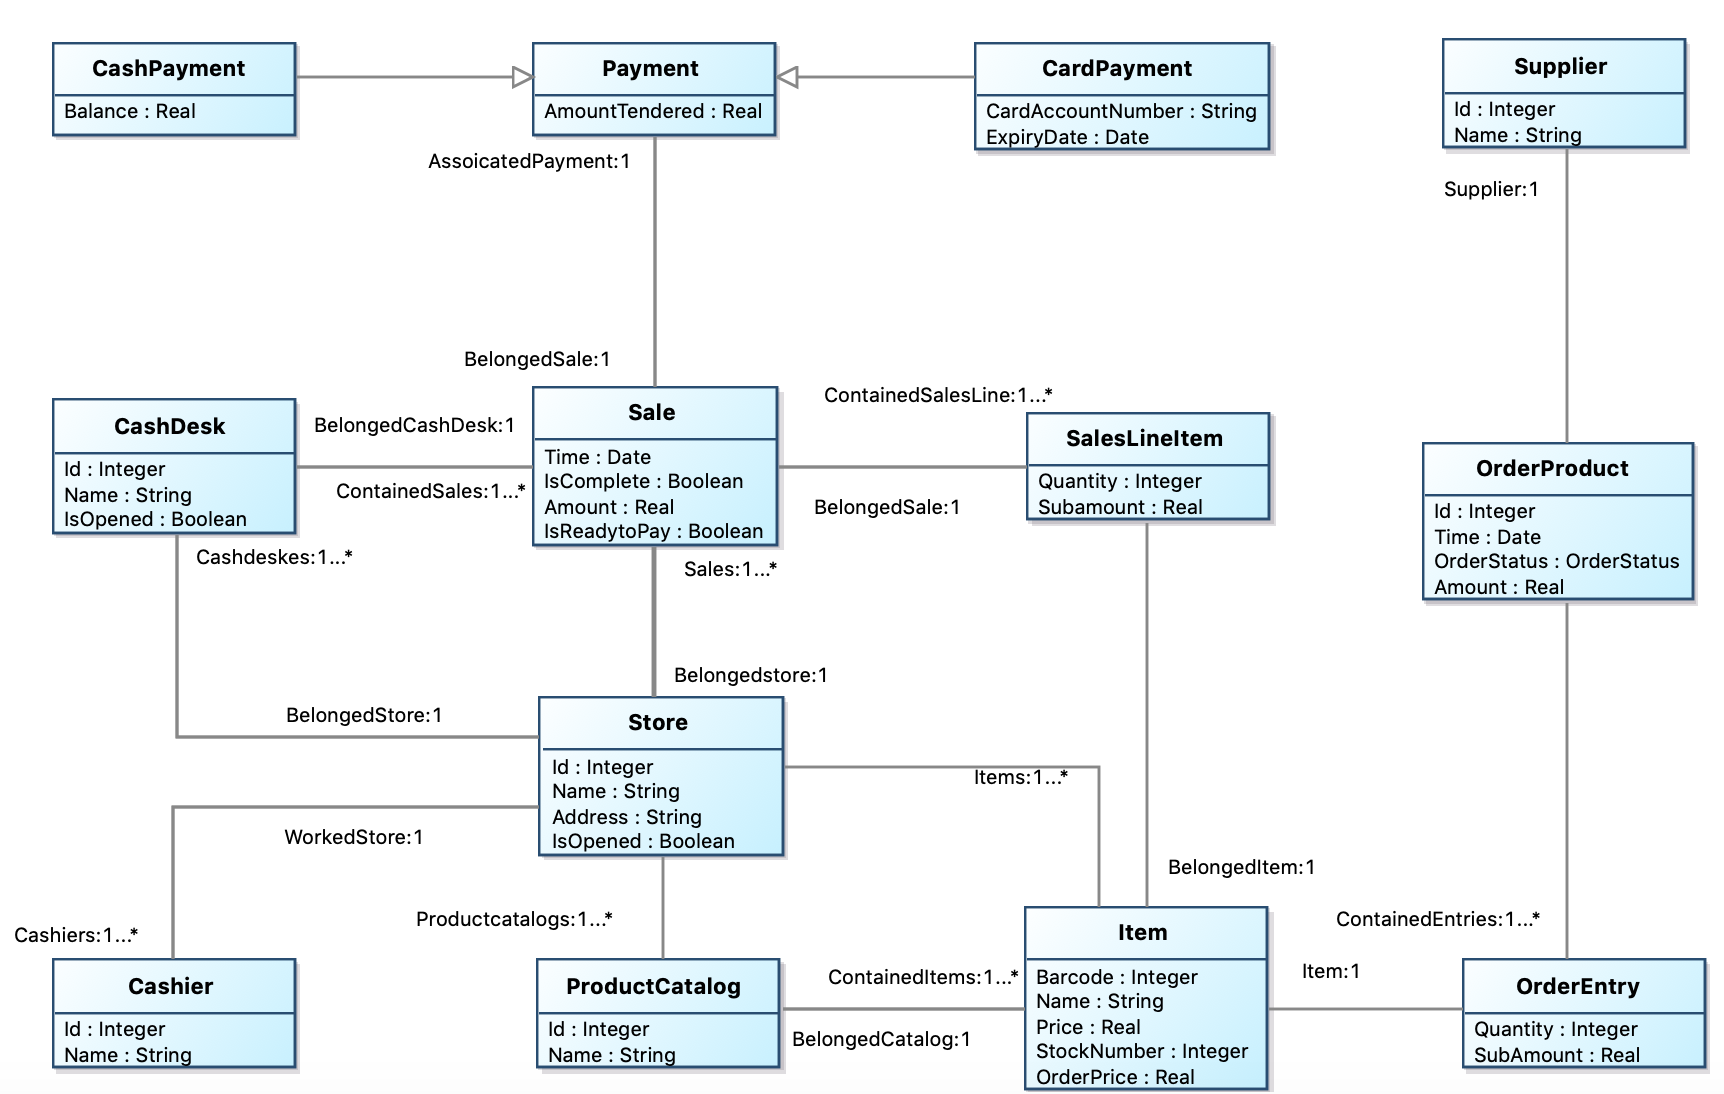 CashPayment
Balance : Real
Payment
AmountTendered : Real
CardPayment
CardAccountNumber : String
ExpiryDate : Date
Supplier
Id : Integer
Name : String
AssoicatedPayment:1
Supplier:1
BelongedSale:1
ContainedSalesLine:1...*
CashDesk
Id : Integer
Name : String
IsOpened : Boolean
BelongedCashDesk:1
ContainedSales:1...*
Sale
Time : Date
IsComplete : Boolean
Amount : Real
IsReadytoPay : Boolean
BelongedSale:1
SalesLineItem
Quantity : Integer
Subamount : Real
OrderProduct
Id : Integer
Time : Date
OrderStatus : OrderStatus
Amount : Real
Cashdeskes:1...*
Sales:1...*
Belongedstore:1
BelongedStore:1
Store
Id : Integer
Name : String
Address : String
IsOpened : Boolean
Items:1...*
WorkedStore:1
BelongedItem:1
Productcatalogs:1...*
ContainedEntries:1...*
Cashiers:1...*
Cashier
Id : Integer
Name : String
ProductCatalog
Id : Integer
Name : String
ContainedItems:1...*
BelongedCatalog:1
Item
Barcode : Integer
Name : String
Price : Real
StockNumber : Integer
OrderPrice : Real
Item:1
OrderEntry
Quantity : Integer
SubAmount : Real